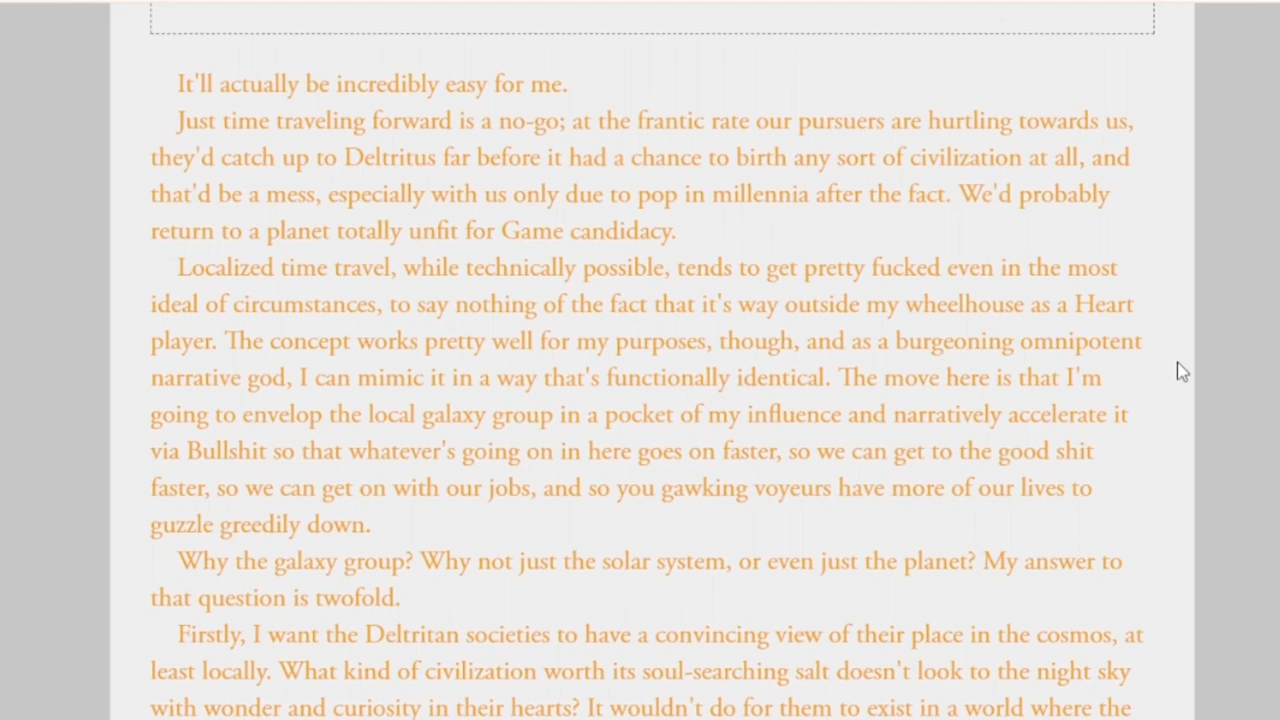 It'll actually be incredibly easy for me.
Just time traveling forward is a no-go; at the frantic rate our pursuers are hurtling towards us,
they'd catch up to Deltritus far before it had a chance to birth any sort of civilization at all, and
that'd be a mess, especially with us only due to pop in millennia after the fact. We'd probably
return to a planet totally unfit for Game candidacy.
Localized time travel, while technically possible, tends to get pretty fucked even in the most
ideal of circumstances, to say nothing of the fact that it's way outside my wheelhouse as a Heart
player. The concept works pretty well for my purposes, though, and as a burgeoning omnipotent
narrative god, I can mimic it in a way that's functionally identical. The move here is that I'm
going to envelop the local galaxy group in a pocket of my influence and narratively accelerate it
via Bullshit so that whatever's going on in here goes on faster, so we can get to the good shit
faster, so we can get on with our jobs, and so you gawking voyeurs have more of our lives to
guzzle greedily down.
Why the galaxy group? Why not just the solar system, or even just the planet? My answer to
that question is twofold.
Firstly, I want the Deltritan societies to have a convincing view of their place in the cosmos, at
least locally. What kind of civilization worth its soul-searching salt doesn't look to the night sky
with wonder and curiosity in their hearts? It wouldn't do for them to exist in a world where the